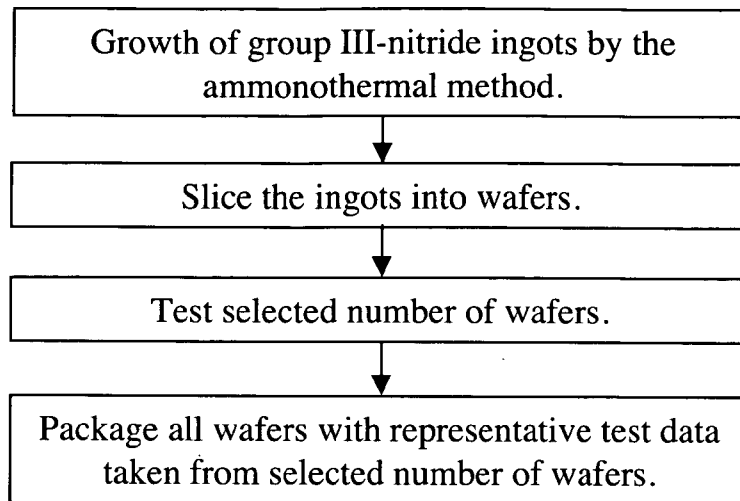 Growth of group III-nitride ingots by the
ammonothermal method.
Slice the ingots into wafers.
Test selected number of wafers.
Package all wafers with representative test data
taken from selected number of wafers.